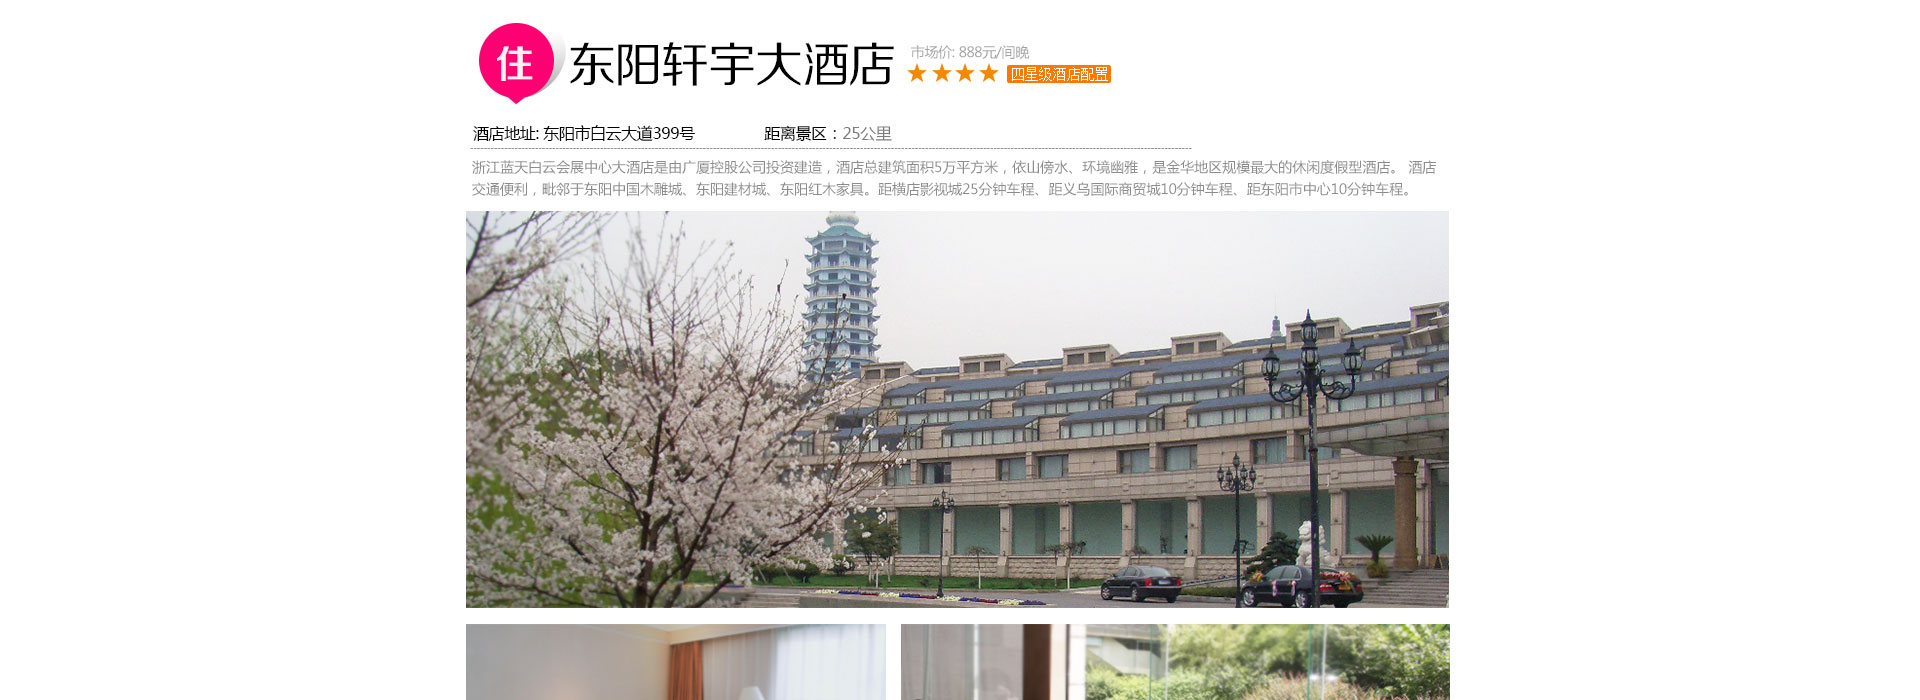 住
东阳轩宇大酒店
市场价: 888元/间晚
四星级酒店配置
酒店地址: 东阳市白云大道399号
距离景区：25公里
浙江蓝天白云会展中心大酒店是由广厦控股公司投资建造，酒店总建筑面积5万平方米，依山傍水、环境幽雅，是金华地区规模最大的休闲度假型酒店。 酒店
交通便利，毗邻于东阳中国木雕城、东阳建材城、东阳红木家具。距横店影视城25分钟车程、距义乌国际商贸城10分钟车程、距东阳市中心10分钟车程。